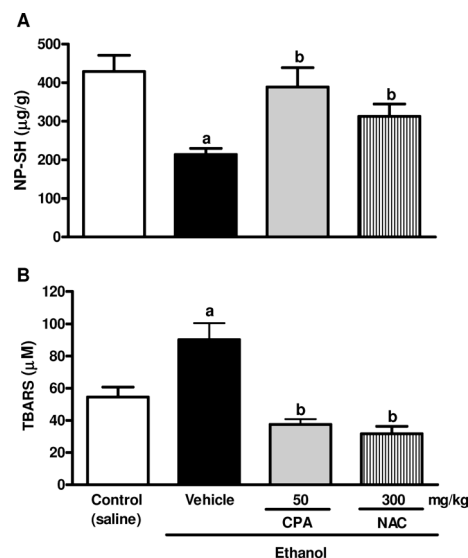 A
500
400
300
200
100
0
NP-SH (µg/g)
a
b
b
B
120
100
80
60
40
20
0
TBARS (µM)
a
b
b
Control
(saline)
Vehicle
50
300
mg/kg
CPA
NAC
Ethanol